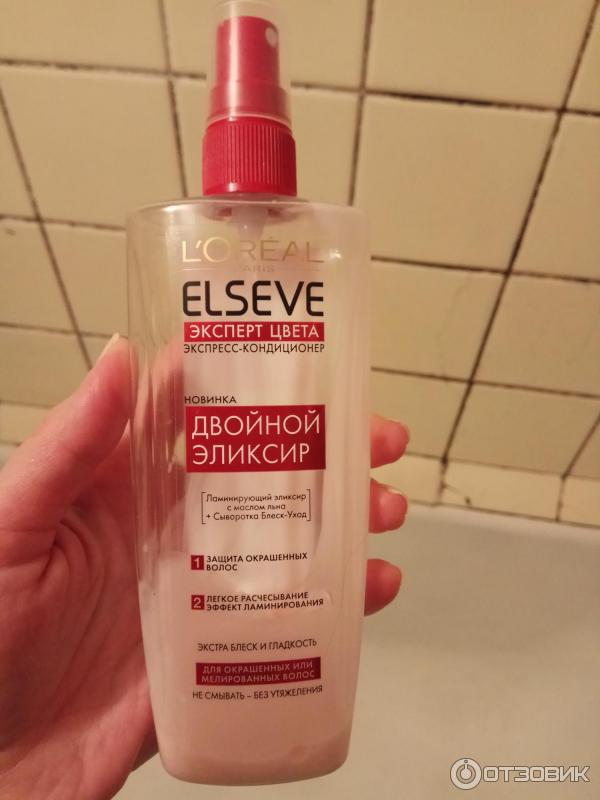 L'ORÉAL
PARIS
ELSEVE
ЭКСПЕРТ ЦВЕТА
ЭКСПРЕСС-КОНДИЦИОНЕР
НОВИНКА
ДВОЙНОЙ
ЭЛИКСИР
Ламинирующий эликсир
с маслом льна
+ Сыворотка Блеск-Уход
1 ЗАЩИТА ОКРАШЕННЫХ
ВОЛОС
2 ЛЕГКОЕ РАСЧЕСЫВАНИЕ
ЭФФЕКТ ЛАМИНИРОВАНИЯ
ЭКСТРА БЛЕСК И ГЛАДКОСТЬ
ДЛЯ ОКРАШЕННЫХ ИЛИ
МЕЛИРОВАННЫХ ВОЛОС
НЕ СМЫВАТЬ – БЕЗ УТЯЖЕЛЕНИЯ
ОТЗОВИК